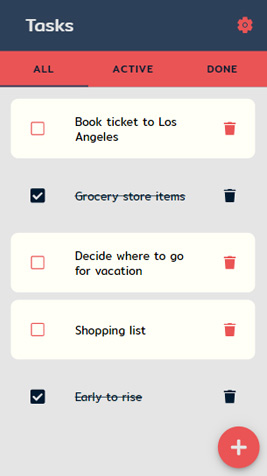 Tasks
ALL
ACTIVE
DONE
Book ticket to Los
Angeles
Grocery store items
Decide where to go
for vacation
Shopping list
Early to rise